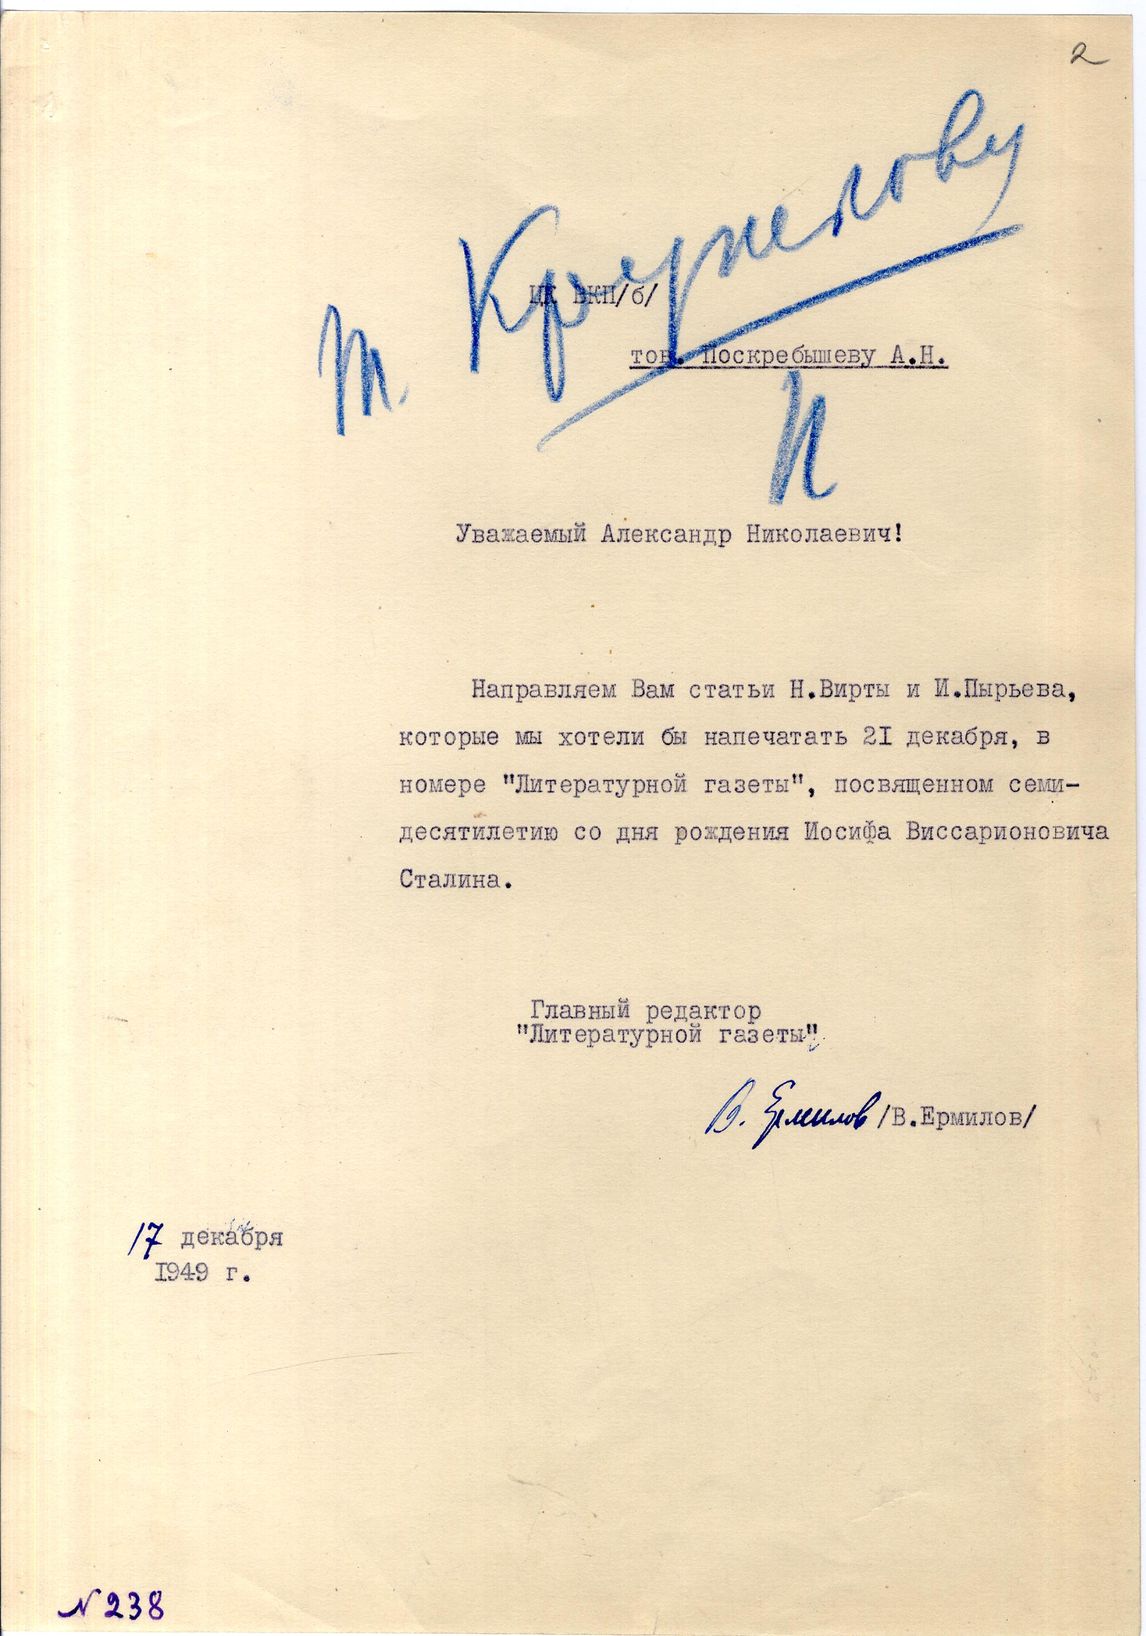 2
т. Кружкову
ЦК ВКП/б/
тов. Поскребышеву А.Н.
П
Уважаемый Александр Николаевич!
Направляем Вам статьи Н.Вирты и И.Пырьева,
которые мы хотели бы напечатать 21 декабря, в
номере "Литературной газеты", посвященном семи-
десятилетию со дня рождения Иосифа Виссарионовича
Сталина.
Главный редактор
"Литературной газеты"
В. Ермилов /В.Ермилов/
17 декабря
1949 г.
N 238